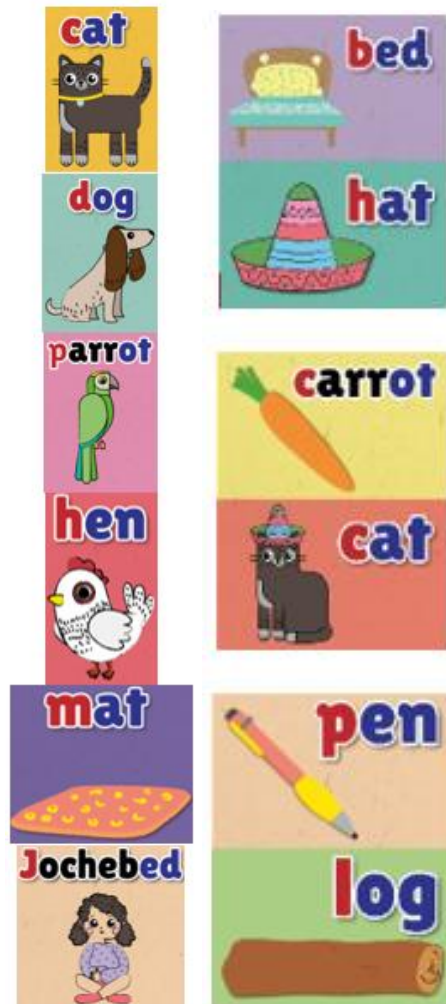 cat
dog
parrot
hen
mat
Jochebed
bed
hat
carrot
cat
pen
log